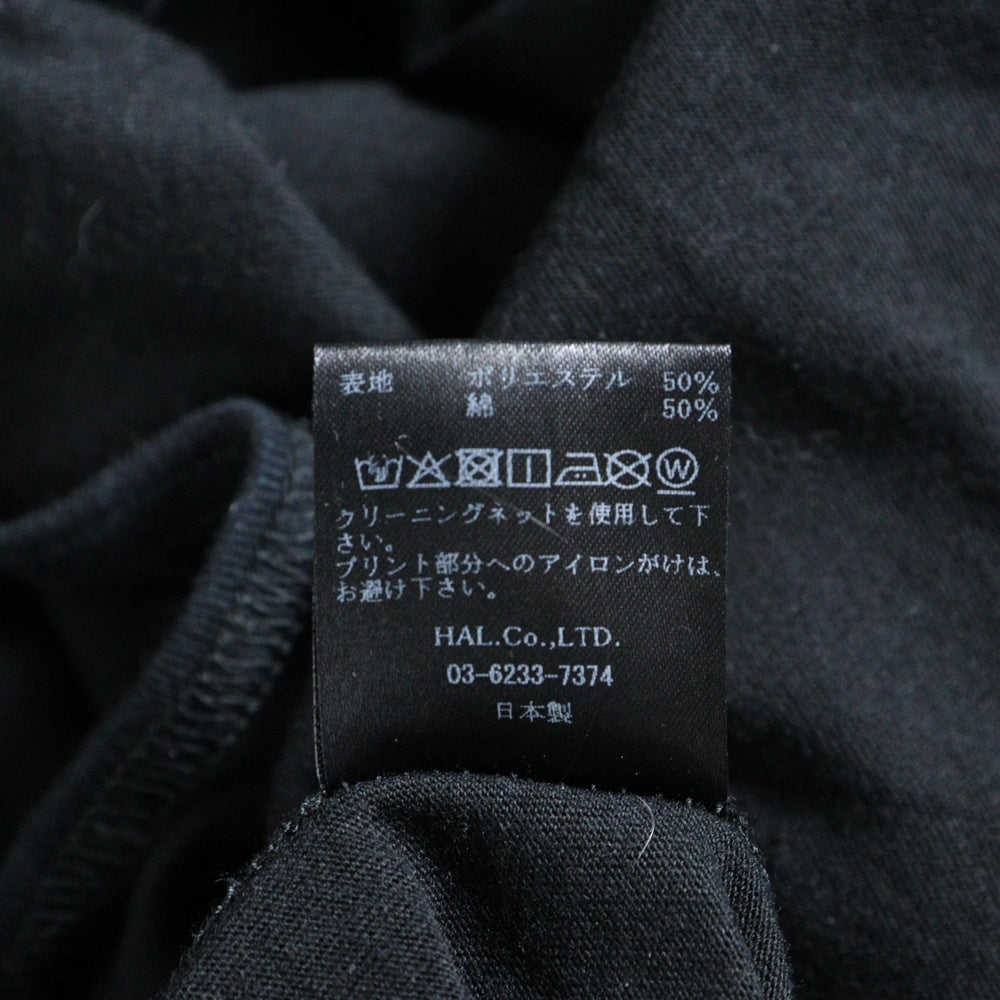 表地 ポリエステル 50%
綿 50%
W
クリーニングネットを使用して下
さい。
プリント部分へのアイロンがけは、
お避け下さい。
HAL.Co.,LTD.
03-6233-7374
日本製